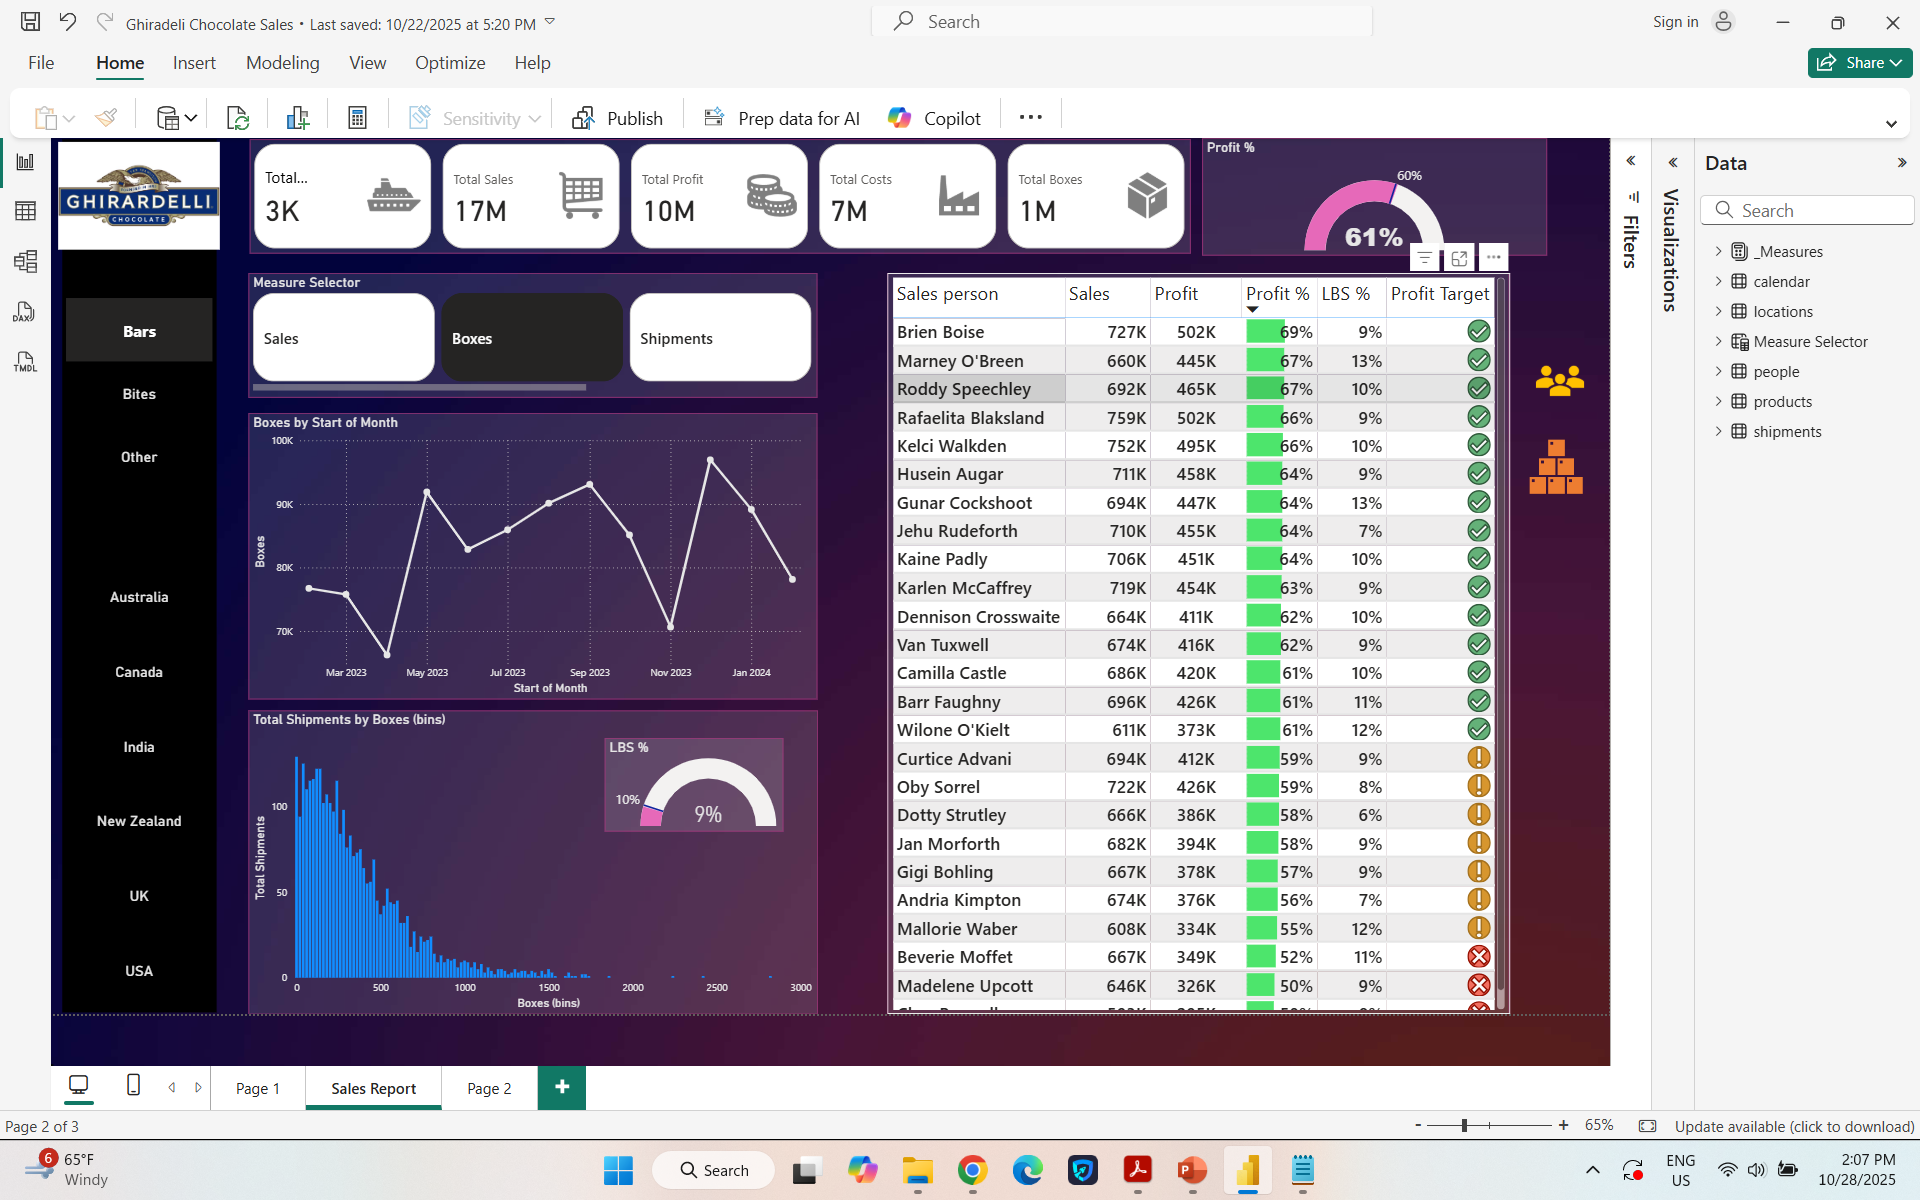 Ghiradeli Chocolate Sales • Last saved: 10/22/2025 at 5:20 PM
Search
Sign in
File Home Insert Modeling View Optimize Help
Share
Sensitivity
Publish
Prep data for AI
Copilot
GHIRARDELLI
CHOCOLATE
Total...
3K
Total Sales
17M
Total Profit
10M
Total Costs
7M
Total Boxes
1M
Profit %
60%
61%
Measure Selector
Sales
Boxes
Shipments
Bars
Bites
Other
Australia
Canada
India
New Zealand
UK
USA
Boxes by Start of Month
100K
90K
80K
70K
Boxes
Mar 2023 May 2023 Jul 2023 Sep 2023 Nov 2023 Jan 2024
Start of Month
Total Shipments by Boxes (bins)
100
50
0
Total Shipments
0 500 1000 1500 2000 2500 3000
Boxes (bins)
LBS %
10%
9%
Sales person Sales Profit Profit % LBS % Profit Target
Brien Boise 727K 502K 69% 9%
Marney O'Breen 660K 445K 67% 13%
Roddy Speechley 692K 465K 67% 10%
Rafaelita Blaksland 759K 502K 66% 9%
Kelci Walkden 752K 495K 66% 10%
Husein Augar 711K 458K 64% 9%
Gunar Cockshoot 694K 447K 64% 13%
Jehu Rudeforth 710K 455K 64% 7%
Kaine Padly 706K 451K 64% 10%
Karlen McCaffrey 719K 454K 63% 9%
Dennison Crosswaite 664K 411K 62% 10%
Van Tuxwell 674K 416K 62% 9%
Camilla Castle 686K 420K 61% 10%
Barr Faughny 696K 426K 61% 11%
Wilone O'Kielt 611K 373K 61% 12%
Curtice Advani 694K 412K 59% 9%
Oby Sorrel 722K 426K 59% 8%
Dotty Strutley 666K 386K 58% 6%
Jan Morforth 682K 394K 58% 9%
Gigi Bohling 667K 378K 57% 9%
Andria Kimpton 674K 376K 56% 7%
Mallorie Waber 608K 334K 55% 12%
Beverie Moffet 667K 349K 52% 11%
Madelene Upcott 646K 326K 50% 9%
Filters
Visualizations
Data
Search
_Measures
calendar
locations
Measure Selector
people
products
shipments
DAX
TMDL
Page 1
Sales Report
Page 2
Page 2 of 3
- + 65%
Update available (click to download)
6
65°F
Windy
Search
ENG
US
2:07 PM
10/28/2025